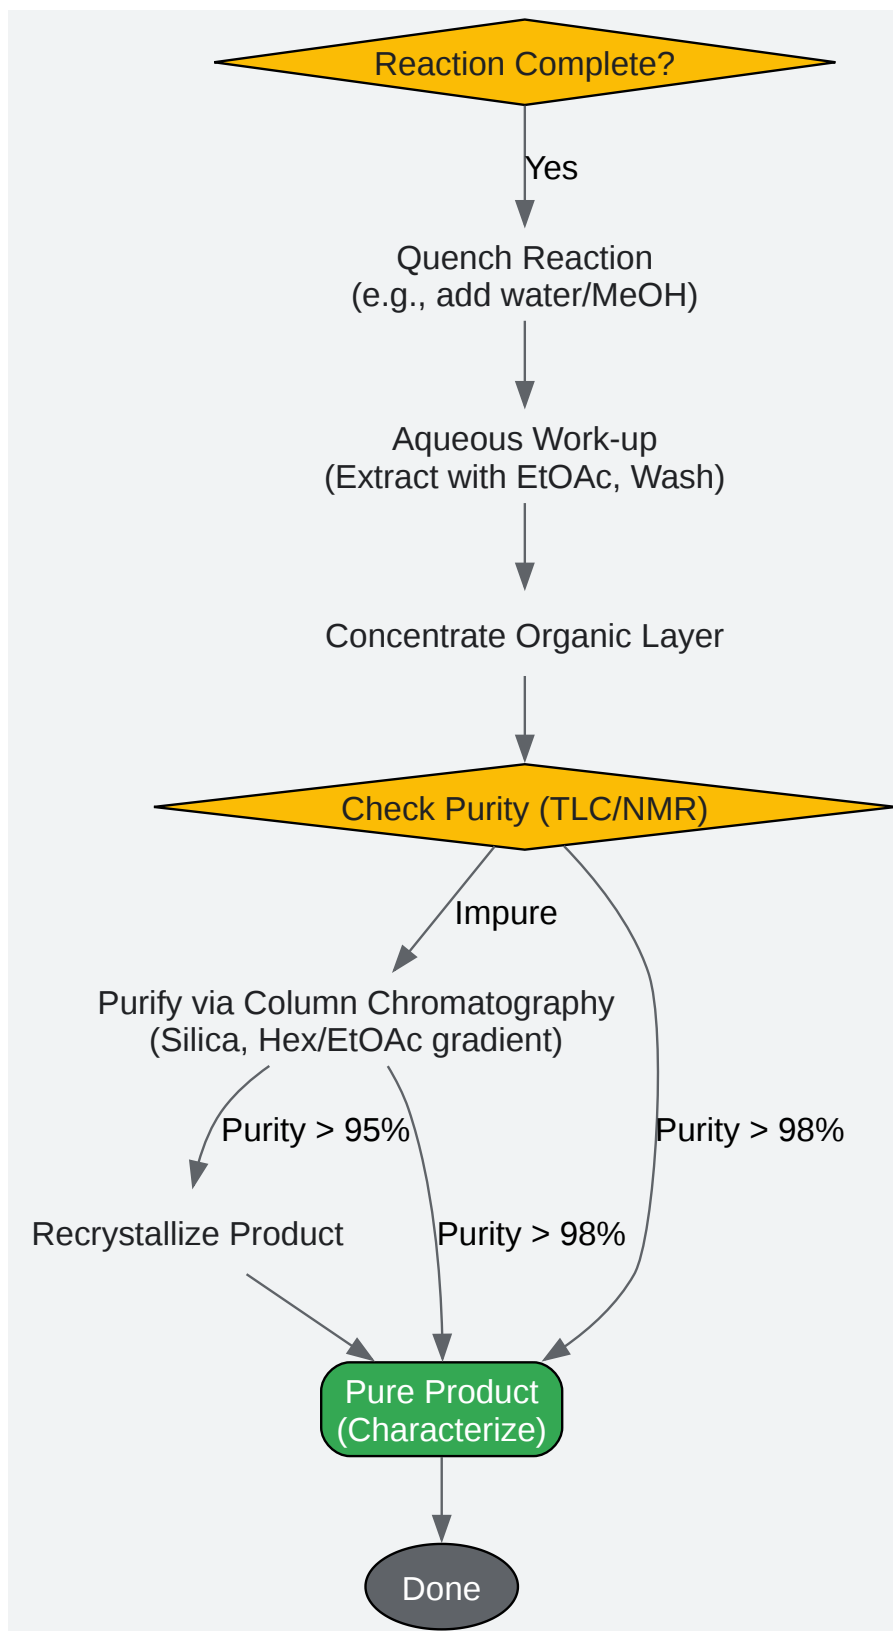 Reaction Complete?
Yes
Quench Reaction
(e.g., add water/MeOH)
Aqueous Work-up
(Extract with EtOAc, Wash)
Concentrate Organic Layer
Check Purity (TLC/NMR)
Impure
Purify via Column Chromatography
(Silica, Hex/EtOAc gradient)
Purity > 95%
Purity > 98%
Recrystallize Product
Purity > 98%
Pure Product
(Characterize)
Done